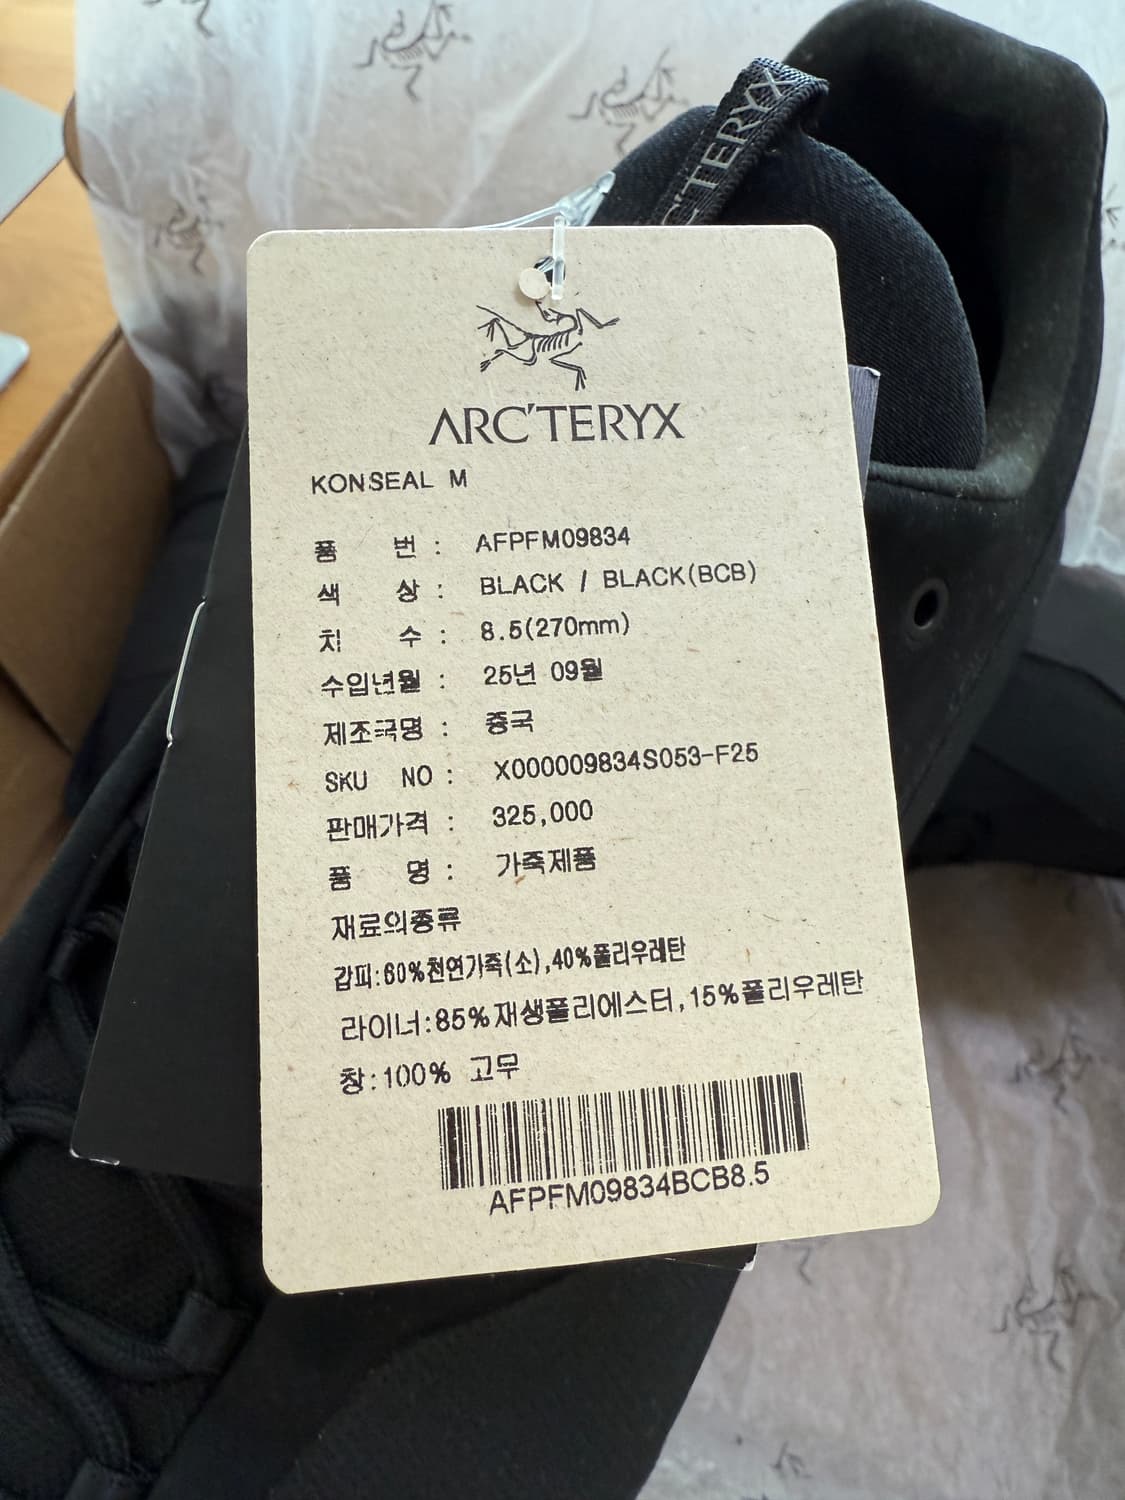 C'TERYX
ARC'TERYX
KONSEAL M
품 번 : AFPFM09834
색 상 : BLACK / BLACK(BCB)
치 수 : 8.5(270mm)
수입년월 : 25년 09월
제조국명 : 중국
SKU NO : X000009834S053-F25
판매가격 : 325,000
품 명 : 가죽제품
재료의종류
갑피:60%천연가죽(소),40%폴리우레탄
라이너:85%재생폴리에스터,15%폴리우레탄
창:100% 고무
AFPFM09834BCB8.5